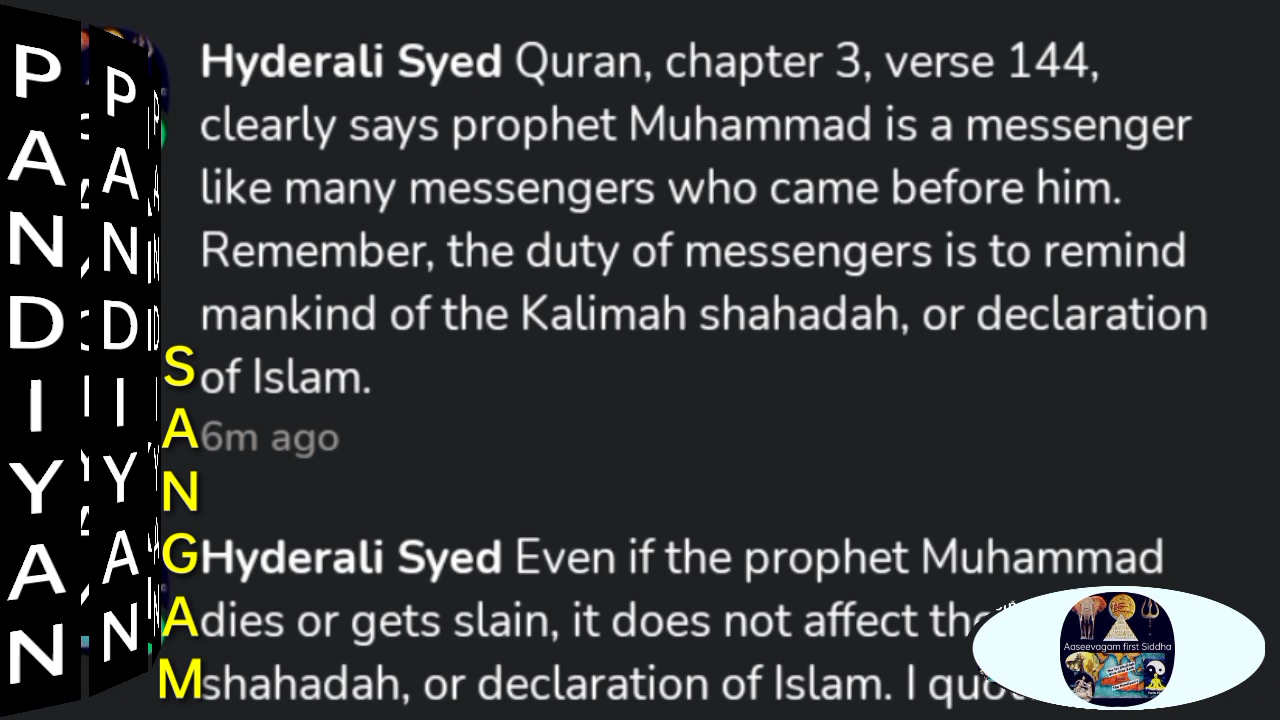 PANDIYAN
PANDIYAN
SANGAM
Hyderali Syed Quran, chapter 3, verse 144,
clearly says prophet Muhammad is a messenger
like many messengers who came before him.
Remember, the duty of messengers is to remind
mankind of the Kalimah shahadah, or declaration
of Islam.
6m ago
Hyderali Syed Even if the prophet Muhammad
dies or gets slain, it does not affect
shahadah, or declaration of Islam. I
Aaseevagam first Siddha